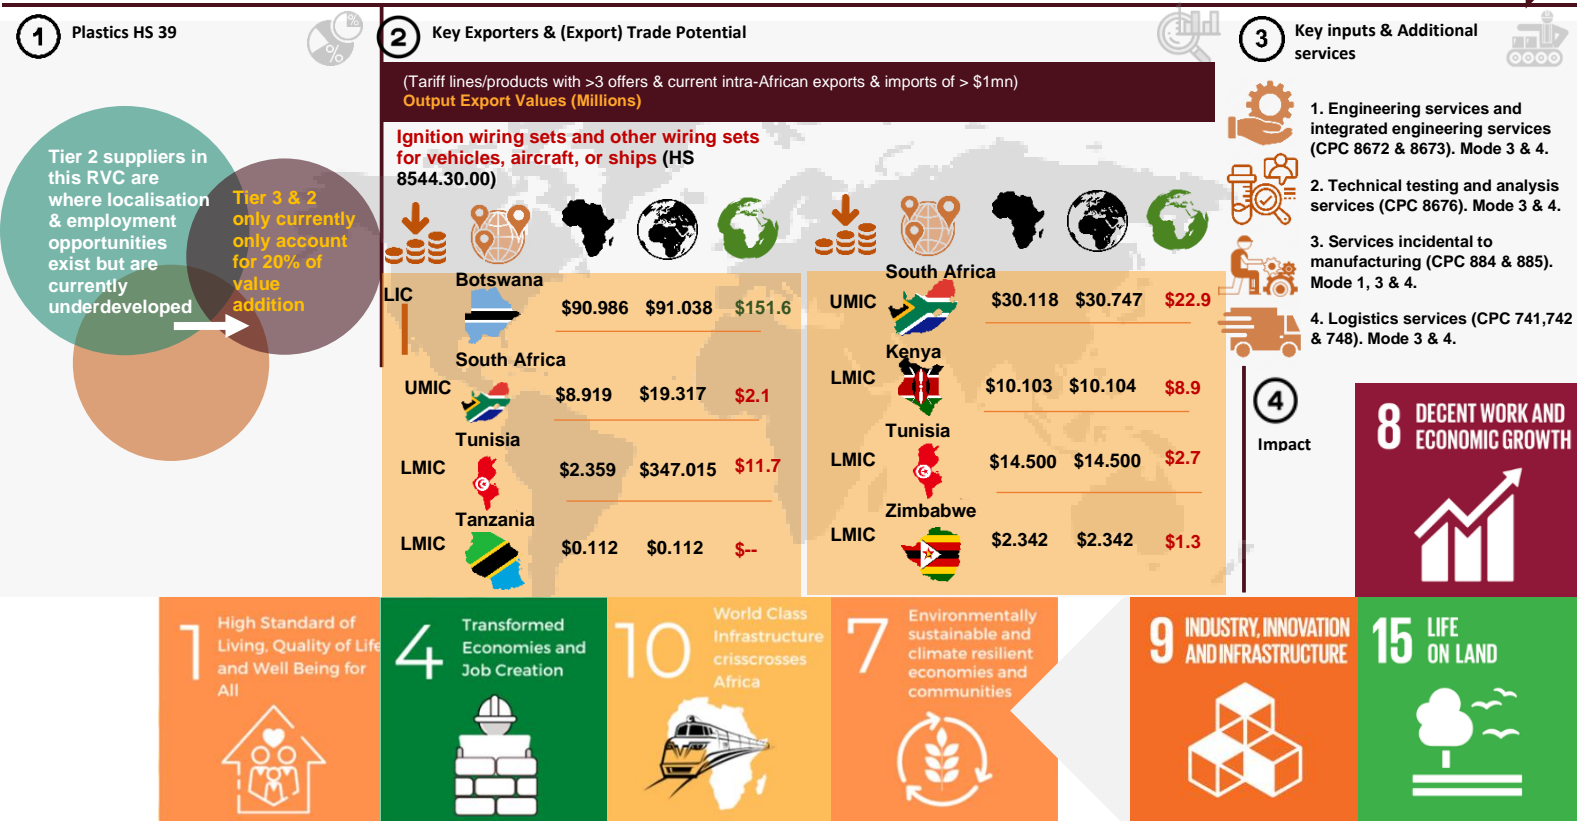 1
Plastics HS 39
%
%
Tier 2 suppliers in
this RVC are
where localisation
& employment
opportunities
exist but are
currently
underdeveloped
Tier 3 & 2
only currently
only account
for 20% of
value
addition
2
Key Exporters & (Export) Trade Potential
(Tariff lines/products with >3 offers & current intra-African exports & imports of > $1mn)
Output Export Values (Millions)
Ignition wiring sets and other wiring sets
for vehicles, aircraft, or ships (HS
8544.30.00)
Botswana
LIC
$90.986 $91.038 $151.6
South Africa
UMIC
$8.919 $19.317 $2.1
Tunisia
LMIC
$2.359 $347.015 $11.7
Tanzania
LMIC
$0.112 $0.112 $--
South Africa
UMIC
$30.118 $30.747 $22.9
Kenya
LMIC
$10.103 $10.104 $8.9
Tunisia
LMIC
$14.500 $14.500 $2.7
Zimbabwe
LMIC
$2.342 $2.342 $1.3
3
Key inputs & Additional
services
1. Engineering services and
integrated engineering services
(CPC 8672 & 8673). Mode 3 & 4.
2. Technical testing and analysis
services (CPC 8676). Mode 3 & 4.
3. Services incidental to
manufacturing (CPC 884 & 885).
Mode 1, 3 & 4.
4. Logistics services (CPC 741,742
& 748). Mode 3 & 4.
4
Impact
8 DECENT WORK AND
ECONOMIC GROWTH
1
High Standard of
Living, Quality of Life
and Well Being for
All
4
Transformed
Economies and
Job Creation
10
World Class
Infrastructure
crisscrosses
Africa
7
Environmentally
sustainable and
climate resilient
economies and
communities
9 INDUSTRY, INNOVATION
AND INFRASTRUCTURE
15 LIFE
ON LAND